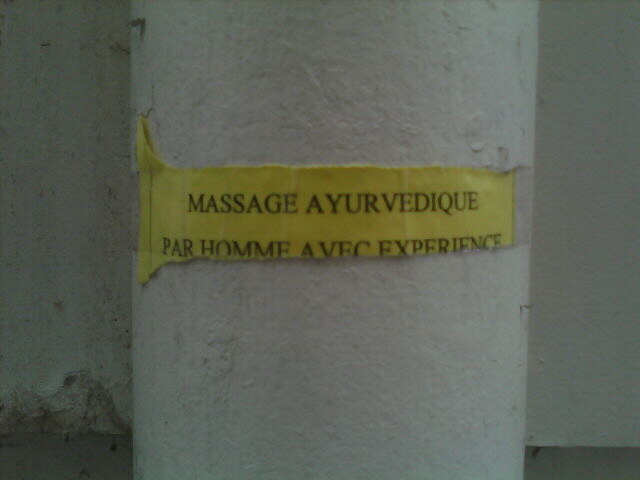 MASSAGE AYURVEDIQUE
PAR HOMME AVEC EXPERIENCE